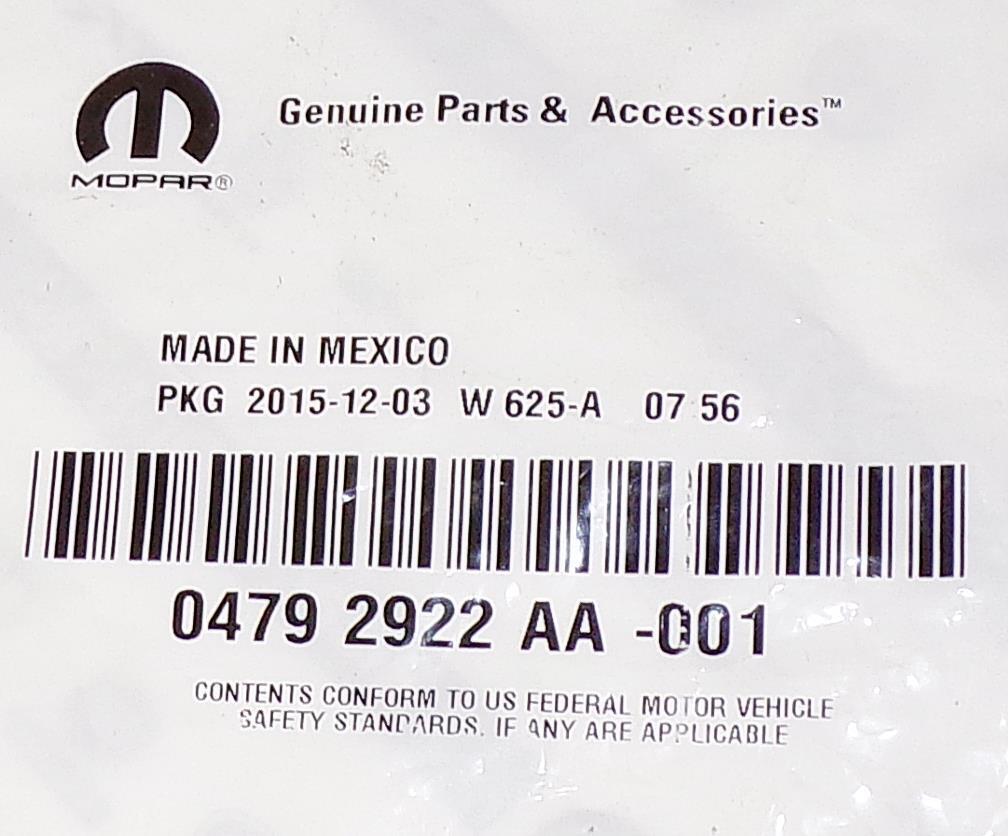 Genuine Parts & Accessories™
MOPAR®
MADE IN MEXICO
PKG 2015-12-03 W 625-A 07 56
0479 2922 AA -001
CONTENTS CONFORM TO US FEDERAL MOTOR VEHICLE
SAFETY STANDARDS. IF ANY ARE APPLICABLE